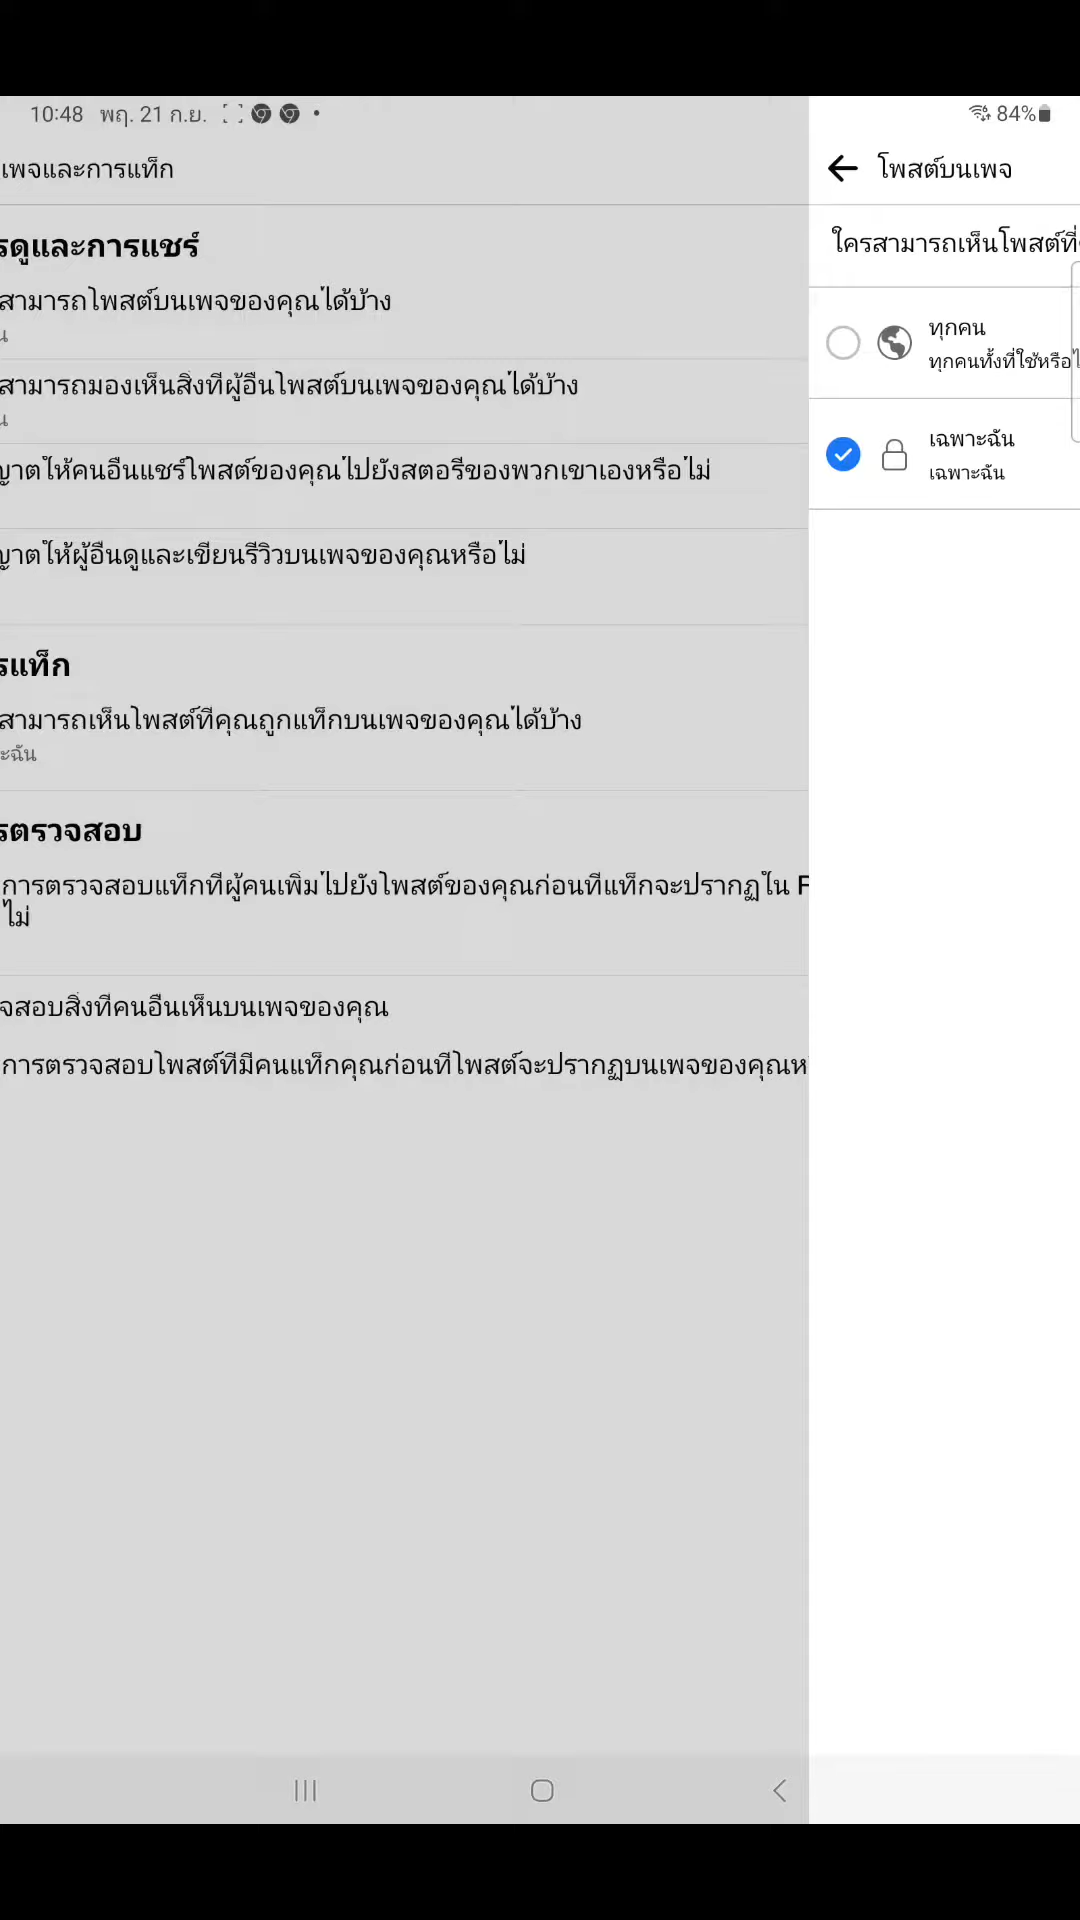 10:48 พฤ. 21 ก.ย.
84%
เพจและการแท็ก
โพสต์บนเพจ
รดูและการแชร์
ใครสามารถเห็นโพสต์ที่
สามารถโพสต์บนเพจของคุณได้บ้าง
น
ทุกคน
ทุกคนทั้งที่ใช้หรือไ
สามารถมองเห็นสิ่งที่ผู้อื่นโพสต์บนเพจของคุณได้บ้าง
น
เฉพาะฉัน
เฉพาะฉัน
ญาตให้คนอื่นแชร์โพสต์ของคุณไปยังสตอรี่ของพวกเขาเองหรือไม่
ญาตให้ผู้อื่นดูและเขียนรีวิวบนเพจของคุณหรือไม่
รแท็ก
สามารถเห็นโพสต์ที่คุณถูกแท็กบนเพจของคุณได้บ้าง
ะฉัน
รตรวจสอบ
การตรวจสอบแท็กที่ผู้คนเพิ่มไปยังโพสต์ของคุณก่อนที่แท็กจะปรากฏใน F
ไม่
จสอบสิ่งที่คนอื่นเห็นบนเพจของคุณ
การตรวจสอบโพสต์ที่มีคนแท็กคุณก่อนที่โพสต์จะปรากฏบนเพจของคุณห